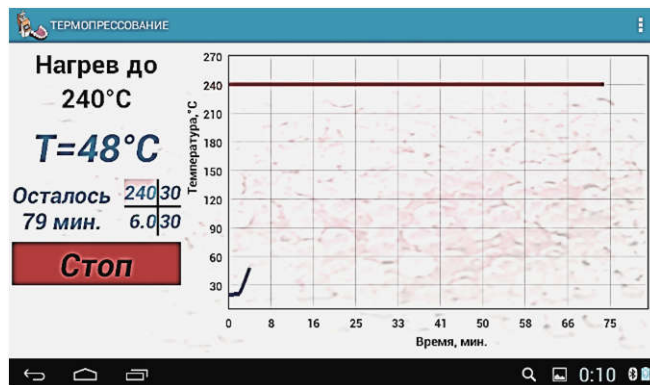 ТЕРМОПРЕССОВАНИЕ
Нагрев до
240°C
T=48°C
Осталось 240 30
79 мин. 6.0 30
Стоп
Температура,°C
270
240
210
180
150
120
90
60
30
0 8 16 25 33 41 50 58 66 75
Время, мин.
0:10